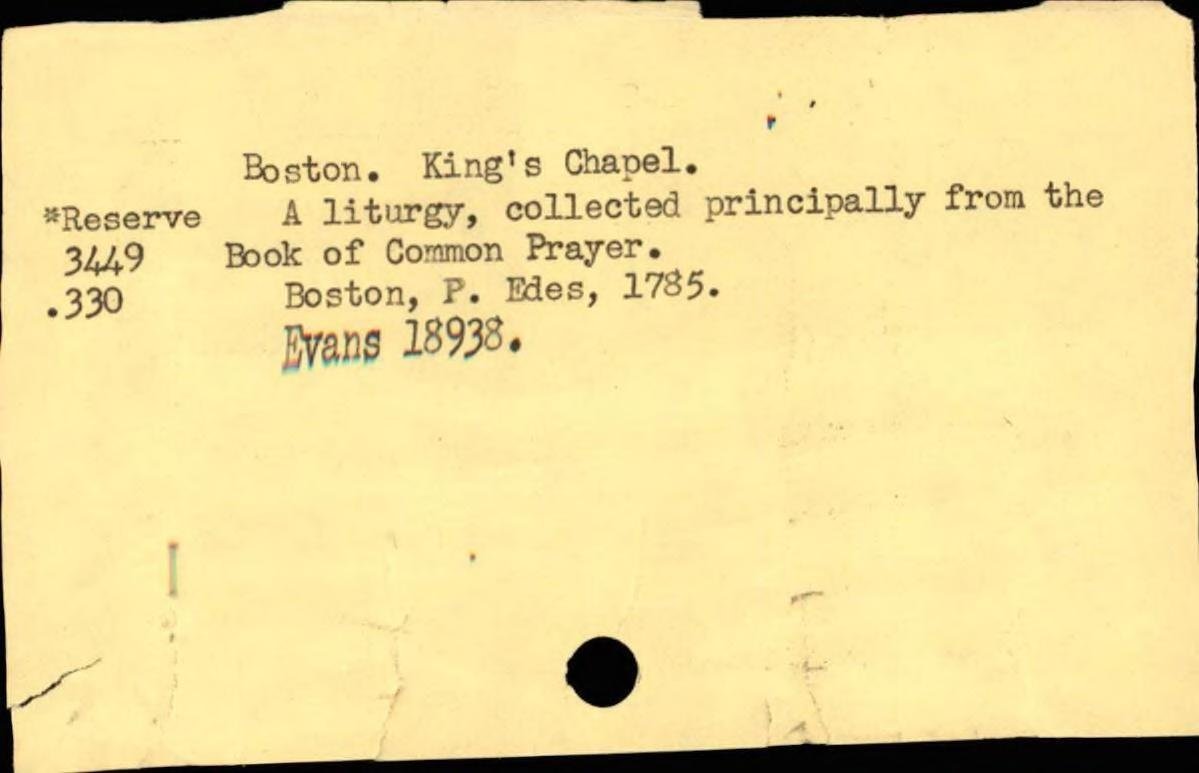 Boston. King's Chapel.
*Reserve A liturgy, collected principally from the
3449 Book of Common Prayer.
.330 Boston, P. Edes, 1785.
Evans 18938.